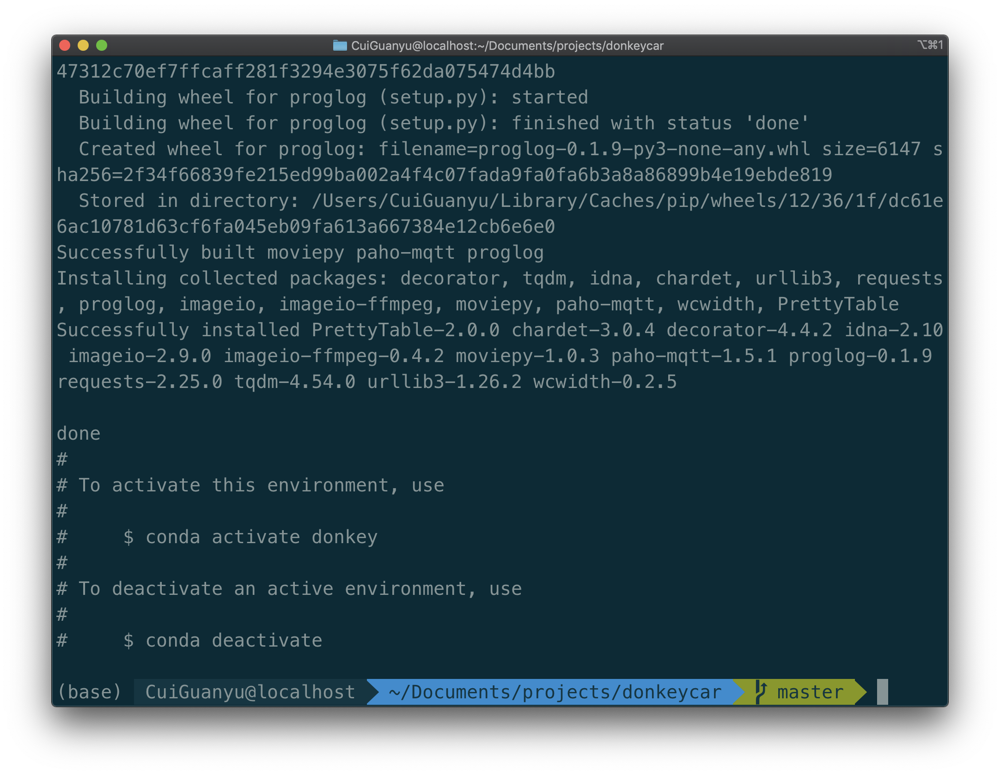 CuiGuanyu@localhost:~/Documents/projects/donkeycar
⌥⌘1
47312c70ef7ffcaff281f3294e3075f62da075474d4bb
  Building wheel for proglog (setup.py): started
  Building wheel for proglog (setup.py): finished with status 'done'
  Created wheel for proglog: filename=proglog-0.1.9-py3-none-any.whl size=6147 s
ha256=2f34f66839fe215ed99ba002a4f4c07fada9fa0fa6b3a8a86899b4e19ebde819
  Stored in directory: /Users/CuiGuanyu/Library/Caches/pip/wheels/12/36/1f/dc61e
6ac10781d63cf6fa045eb09fa613a667384e12cb6e6e0
Successfully built moviepy paho-mqtt proglog
Installing collected packages: decorator, tqdm, idna, chardet, urllib3, requests
, proglog, imageio, imageio-ffmpeg, moviepy, paho-mqtt, wcwidth, PrettyTable
Successfully installed PrettyTable-2.0.0 chardet-3.0.4 decorator-4.4.2 idna-2.10
 imageio-2.9.0 imageio-ffmpeg-0.4.2 moviepy-1.0.3 paho-mqtt-1.5.1 proglog-0.1.9
requests-2.25.0 tqdm-4.54.0 urllib3-1.26.2 wcwidth-0.2.5
done
#
# To activate this environment, use
#
#     $ conda activate donkey
#
# To deactivate an active environment, use
#
#     $ conda deactivate
(base) CuiGuanyu@localhost ~/Documents/projects/donkeycar master